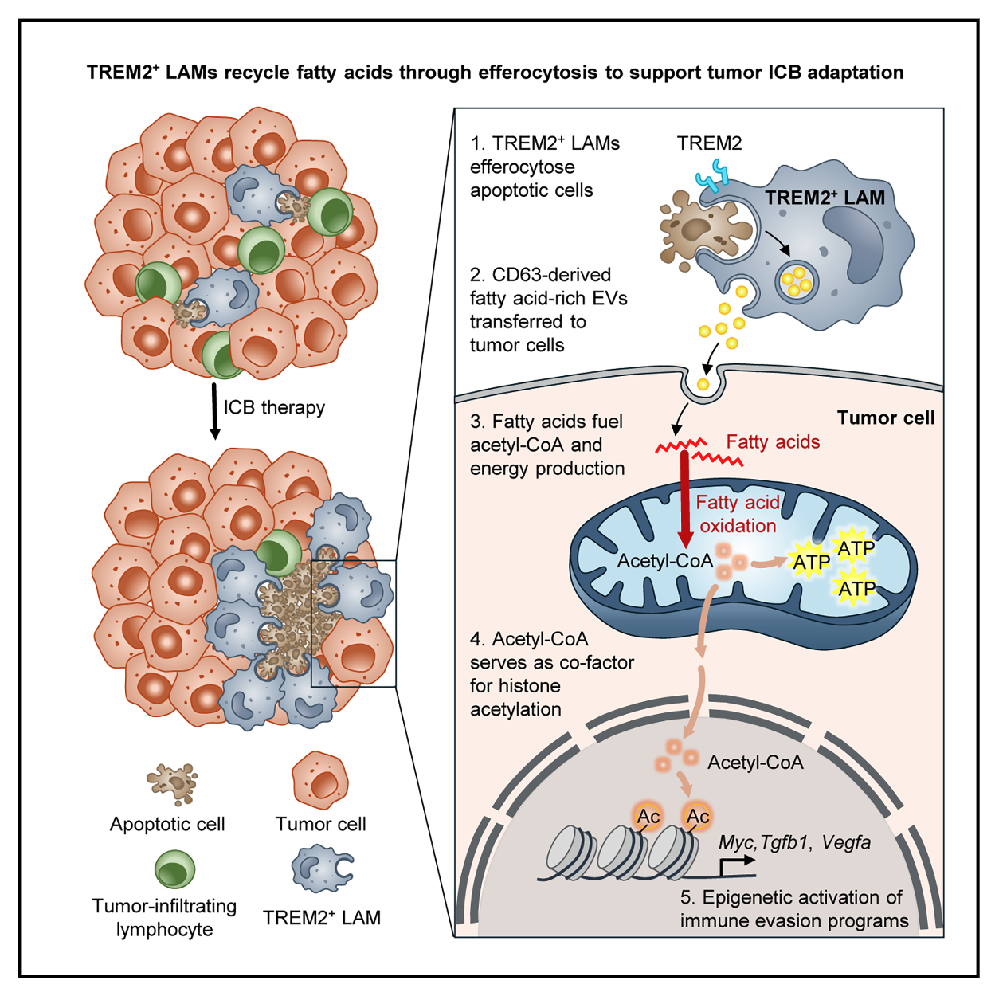 TREM2⁺ LAMs recycle fatty acids through efferocytosis to support tumor ICB adaptation
ICB therapy
Apoptotic cell
Tumor cell
Tumor-infiltrating
lymphocyte
TREM2⁺ LAM
1. TREM2⁺ LAMs
efferocytose
apoptotic cells
TREM2
TREM2⁺ LAM
2. CD63-derived
fatty acid-rich EVs
transferred to
tumor cells
Tumor cell
3. Fatty acids fuel
acetyl-CoA and
energy production
Fatty acids
Fatty acid
oxidation
Acetyl-CoA
ATP
ATP
ATP
4. Acetyl-CoA
serves as co-factor
for histone
acetylation
Acetyl-CoA
Ac
Ac
Myc,Tgfb1, Vegfa
5. Epigenetic activation of
immune evasion programs